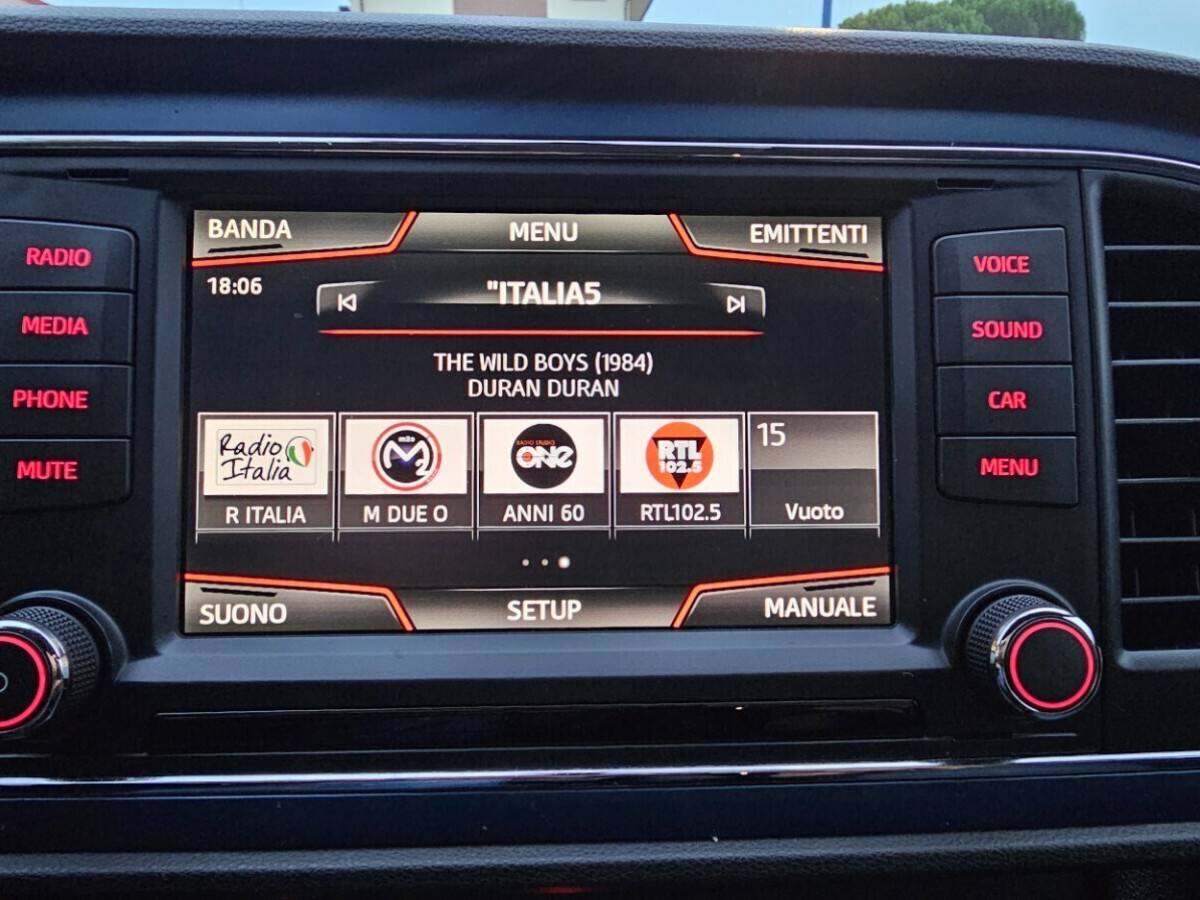 BANDA
MENU
EMITTENTI
RADIO
MEDIA
PHONE
MUTE
18:06
"ITALIA5
THE WILD BOYS (1984)
DURAN DURAN
Radio
Italia
m2o
M2
RADIO STUDIO
ONE
RTL
102.5
15
R ITALIA
M DUE O
ANNI 60
RTL102.5
Vuoto
SUONO
SETUP
MANUALE
VOICE
SOUND
CAR
MENU